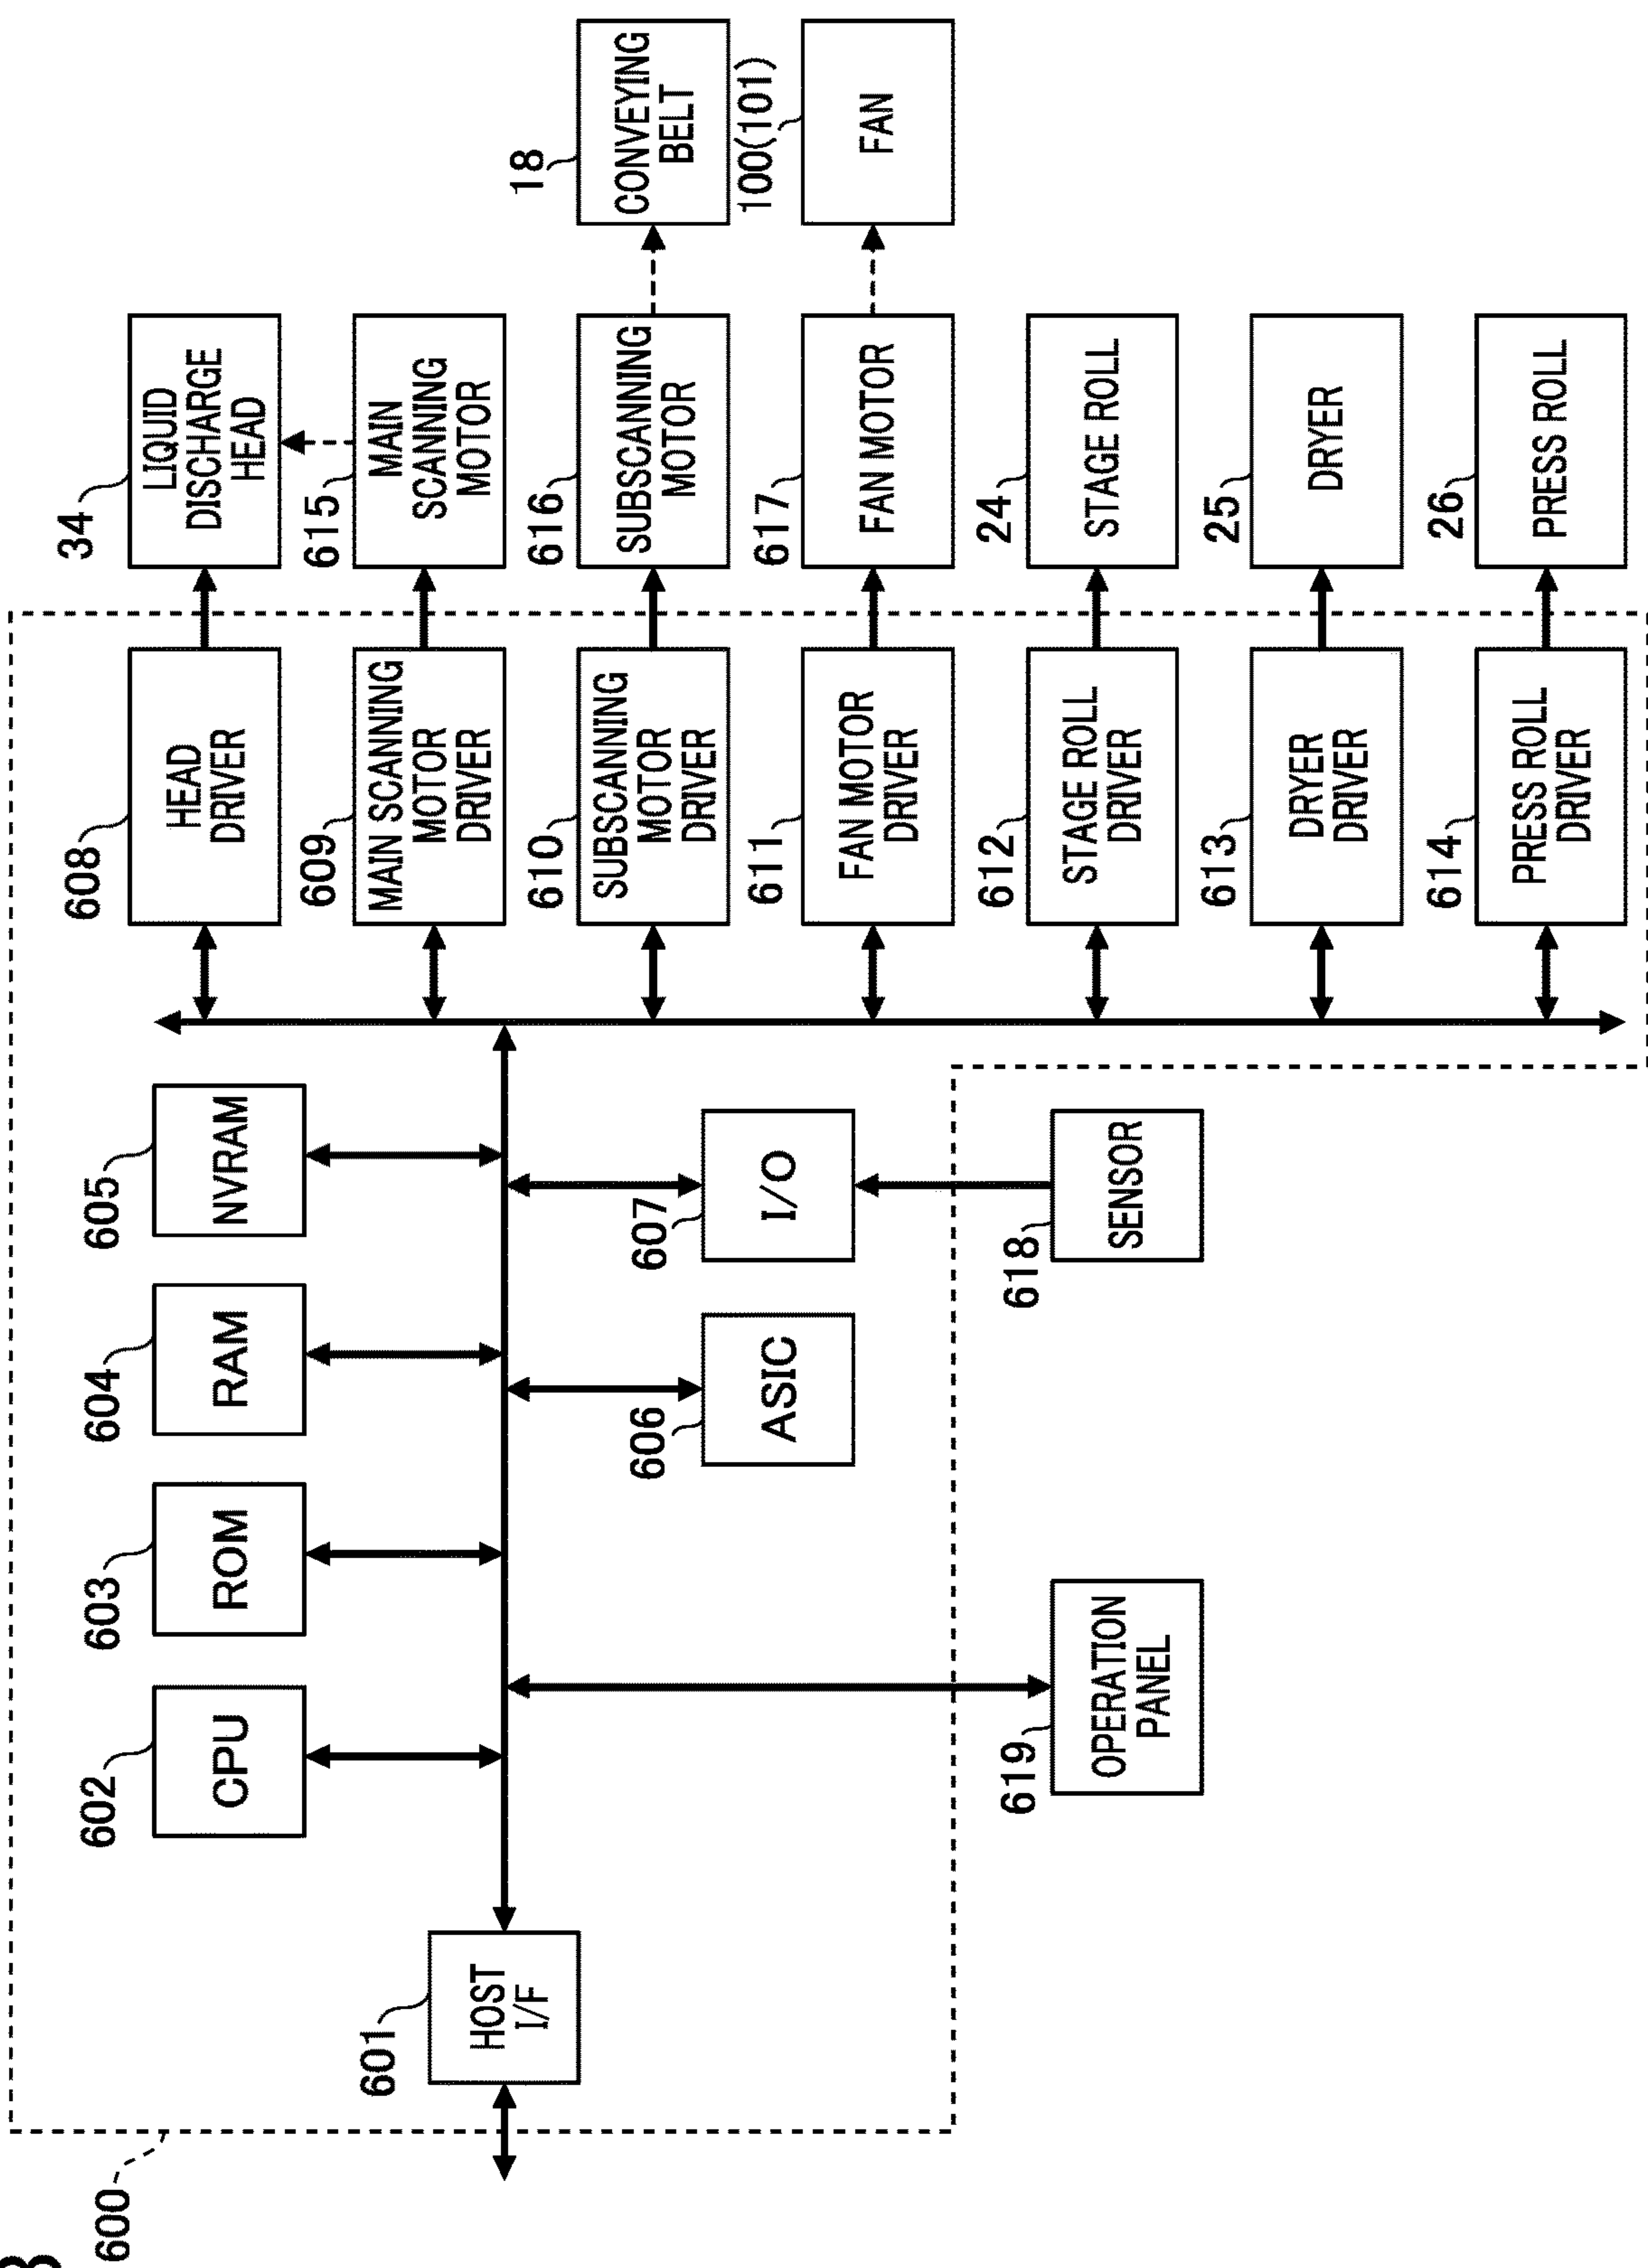 600
601
HOST
I/F
602
CPU
603
ROM
604
RAM
605
NVRAM
606
ASIC
607
I/O
619
OPERATION
PANEL
618
SENSOR
608
HEAD
DRIVER
609
MAIN SCANNING
MOTOR
DRIVER
610
SUBSCANNING
MOTOR
DRIVER
611
FAN MOTOR
DRIVER
612
STAGE ROLL
DRIVER
613
DRYER
DRIVER
614
PRESS ROLL
DRIVER
34
LIQUID
DISCHARGE
HEAD
615
MAIN
SCANNING
MOTOR
616
SUBSCANNING
MOTOR
617
FAN MOTOR
24
STAGE ROLL
25
DRYER
26
PRESS ROLL
18
CONVEYING
BELT
100(101)
FAN